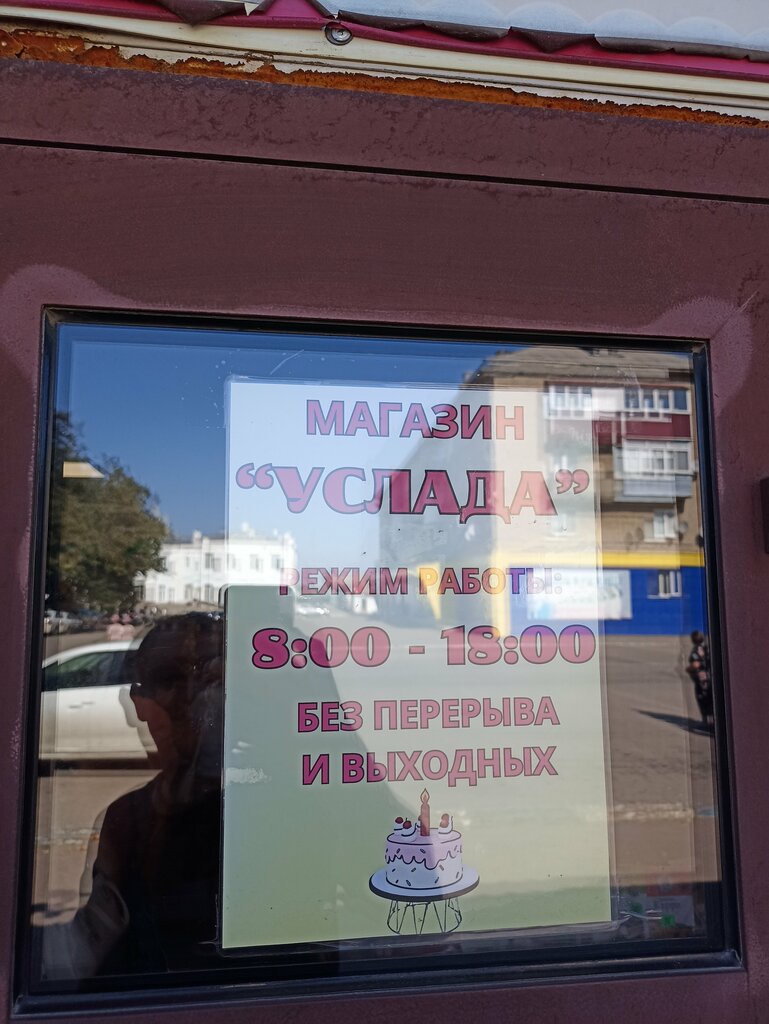 МАГАЗИН
“УСЛАДА”
РЕЖИМ РАБОТЫ:
8:00 - 18:00
БЕЗ ПЕРЕРЫВА
И ВЫХОДНЫХ